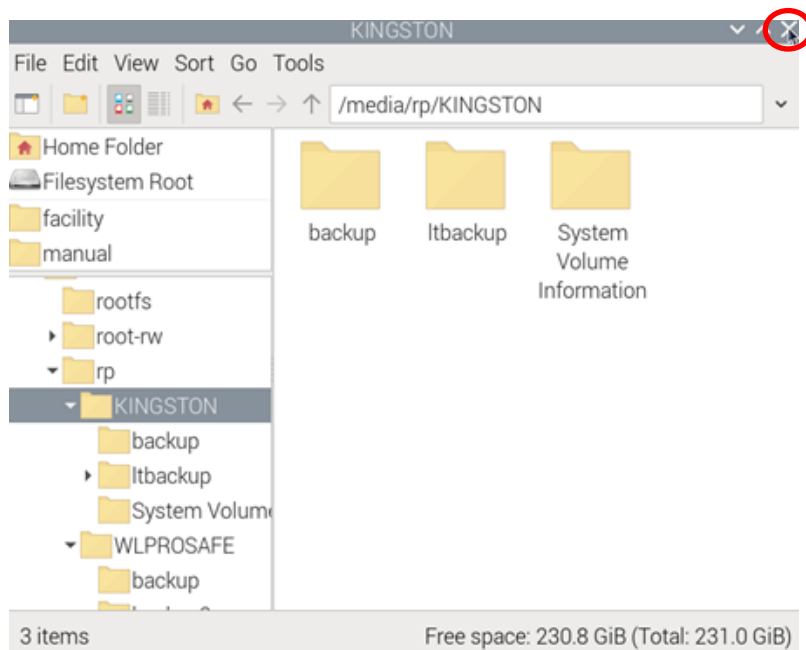 KINGSTON
File Edit View Sort Go Tools
/media/rp/KINGSTON
Home Folder
Filesystem Root
facility
manual
rootfs
root-rw
rp
KINGSTON
backup
ltbackup
System Volume
WLPROSAFE
backup
backup
ltbackup
System
Volume
Information
3 items
Free space: 230.8 GiB (Total: 231.0 GiB)